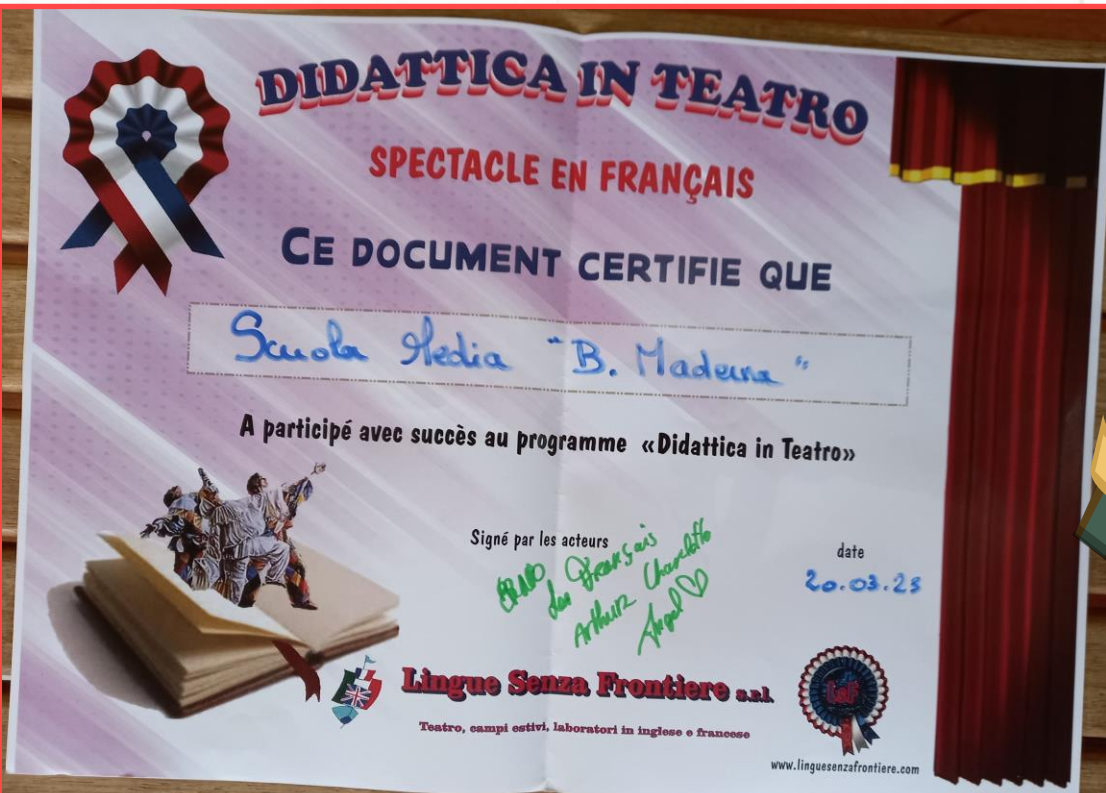 DIDATTICA IN TEATRO
SPECTACLE EN FRANÇAIS
CE DOCUMENT CERTIFIE QUE
Scuola Media "B. Maderna"
A participé avec succès au programme «Didattica in Teatro»
Signé par les acteurs
Français
Arthur Charlotte
Angel
date
20.03.23
Lingue Senza Frontiere s.r.l.
Teatro, campi estivi, laboratori in inglese e francese
LSF
www.linguesenzafrontiere.com